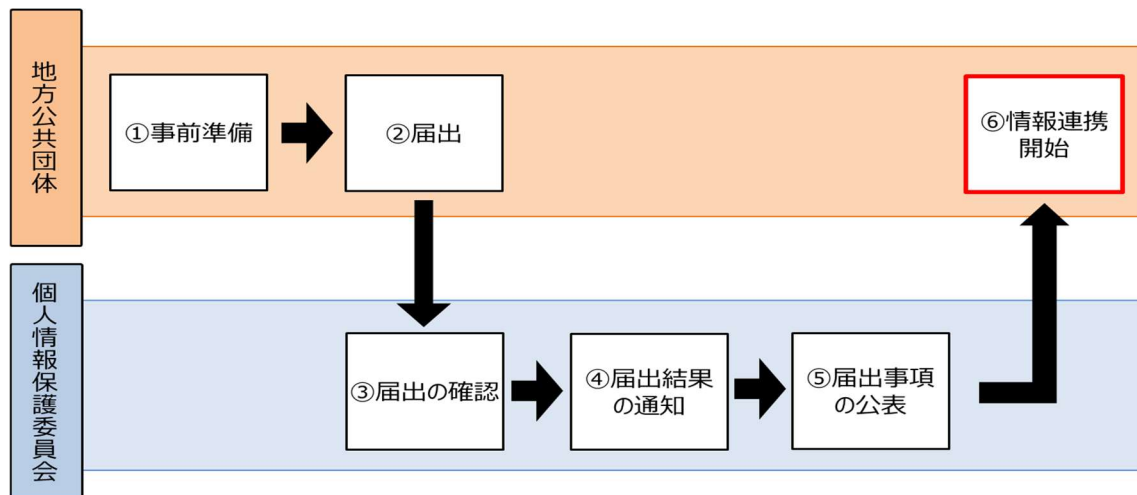 地方公共団体
①事前準備
②届出
⑥情報連携
開始
個人情報保護委員会
③届出の確認
④届出結果
の通知
⑤届出事項
の公表